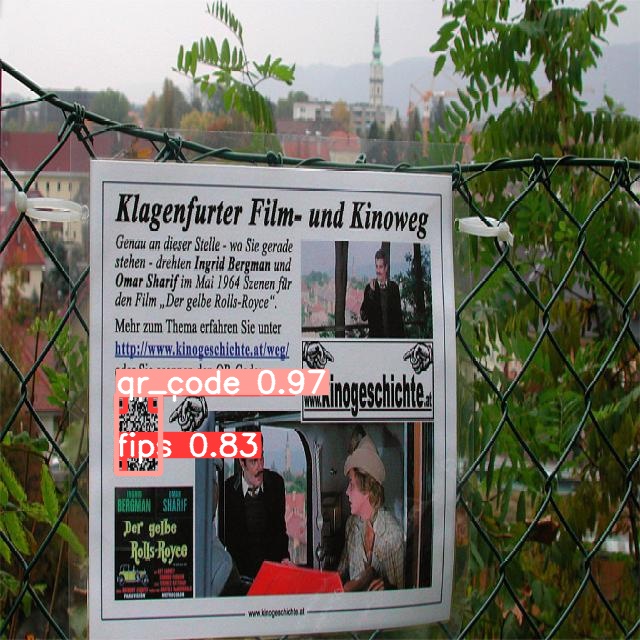 Klagenfurter Film- und Kinoweg
Genau an dieser Stelle - wo Sie gerade
stehen - drehten Ingrid Bergman und
Omar Sharif im Mai 1964 Szenen für
den Film „Der gelbe Rolls-Royce“.
Mehr zum Thema erfahren Sie unter
http://www.kinogeschichte.at/weg/
qr_code 0.97
www.Kinogeschichte.at
fips 0.83
INGRID OMAR
BERGMAN SHARIF
Der gelbe
Rolls-Royce
www.kinogeschichte.at